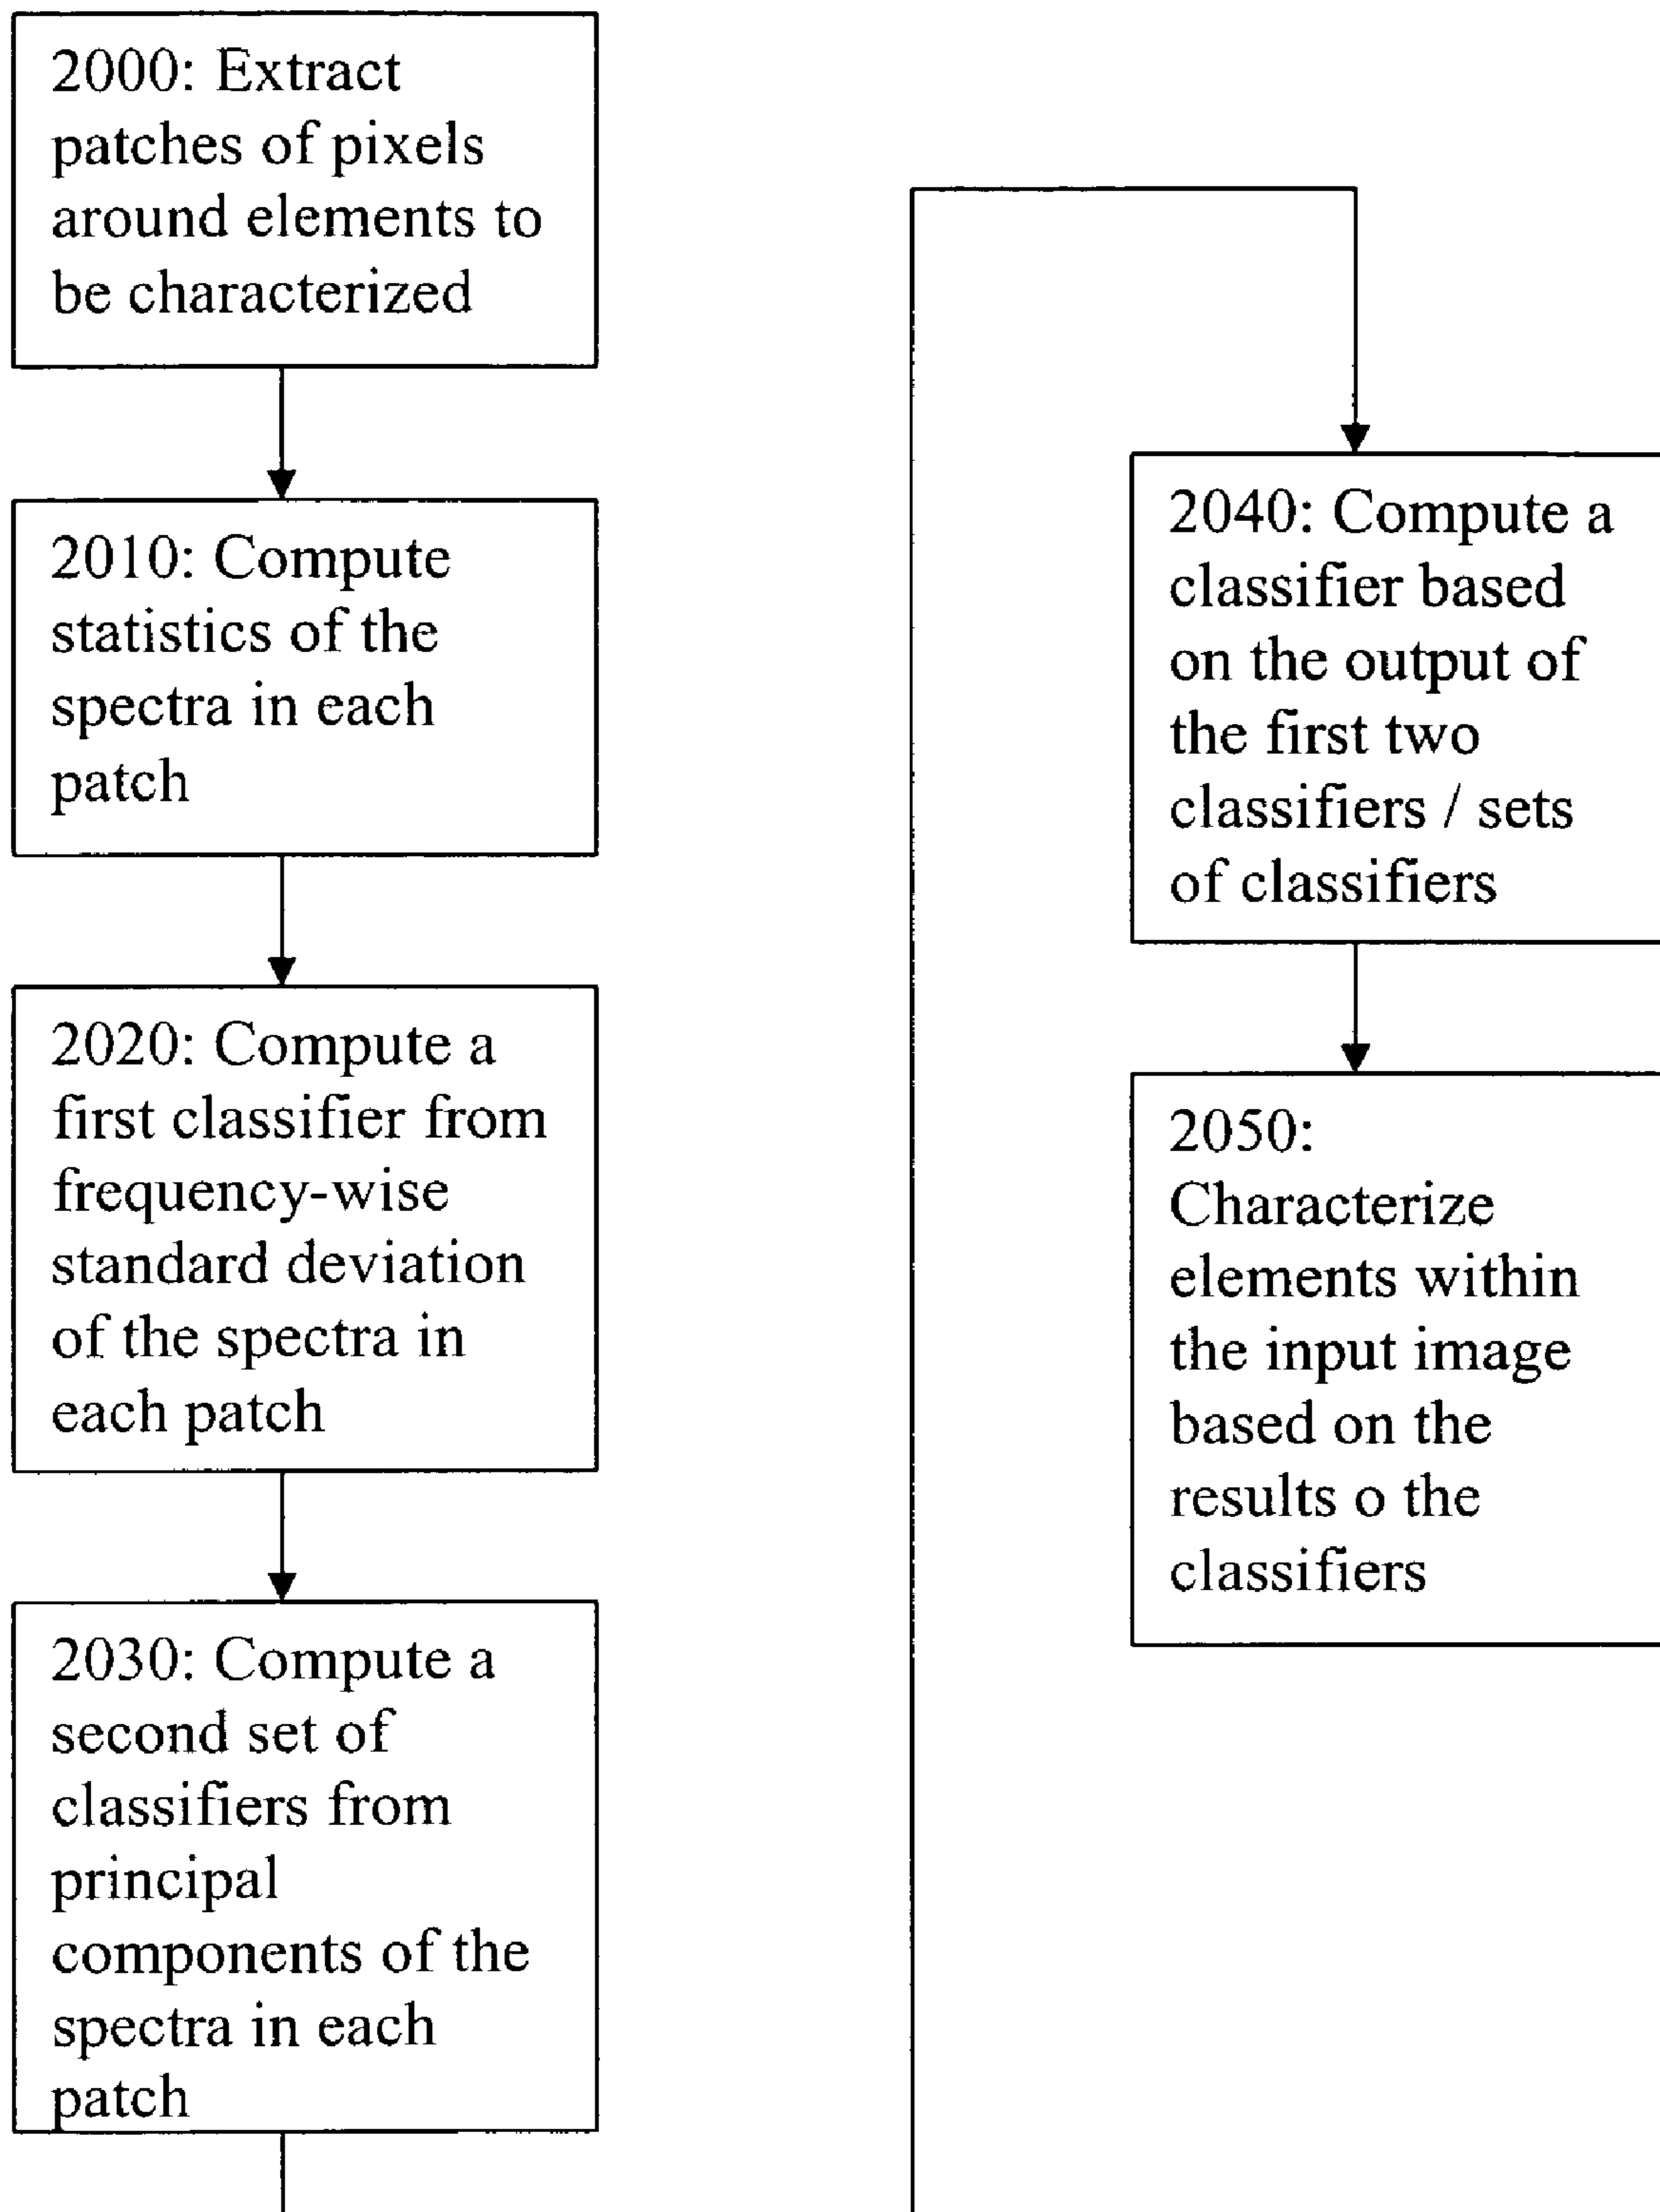 2000: Extract
patches of pixels
around elements to
be characterized
2010: Compute
statistics of the
spectra in each
patch
2020: Compute a
first classifier from
frequency-wise
standard deviation
of the spectra in
each patch
2030: Compute a
second set of
classifiers from
principal
components of the
spectra in each
patch
2040: Compute a
classifier based
on the output of
the first two
classifiers / sets
of classifiers
2050:
Characterize
elements within
the input image
based on the
results o the
classifiers